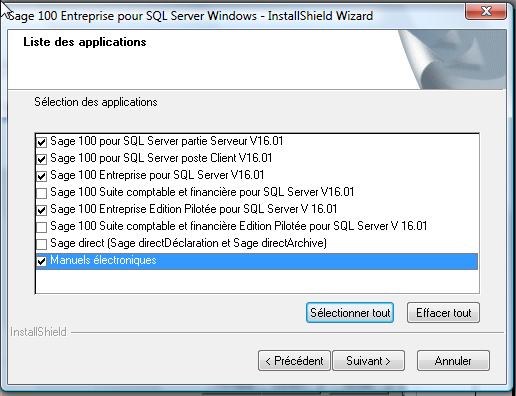 Sage 100 Entreprise pour SQL Server Windows - InstallShield Wizard
Liste des applications
Sélection des applications
Sage 100 pour SQL Server partie Serveur V16.01
Sage 100 pour SQL Server poste Client V16.01
Sage 100 Entreprise pour SQL Server V16.01
Sage 100 Suite comptable et financière pour SQL Server V16.01
Sage 100 Entreprise Edition Pilotée pour SQL Server V 16.01
Sage 100 Suite comptable et financière Edition Pilotée pour SQL Server V 16.01
Sage direct (Sage directDéclaration et Sage directArchive)
Manuels électroniques
Sélectionner tout
Effacer tout
InstallShield
< Précédent
Suivant >
Annuler